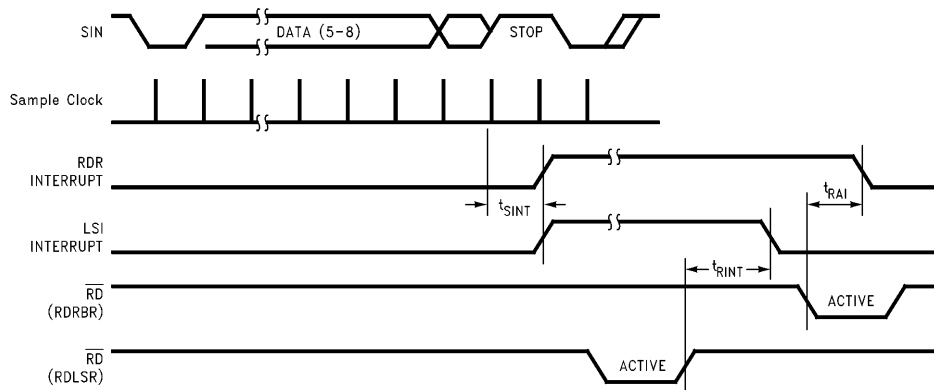 SIN
DATA (5-8)
STOP
Sample Clock
RDR
INTERRUPT
tSINT
tRAI
LSI
INTERRUPT
tRINT
RD
(RDRBR)
ACTIVE
RD
(RDLSR)
ACTIVE